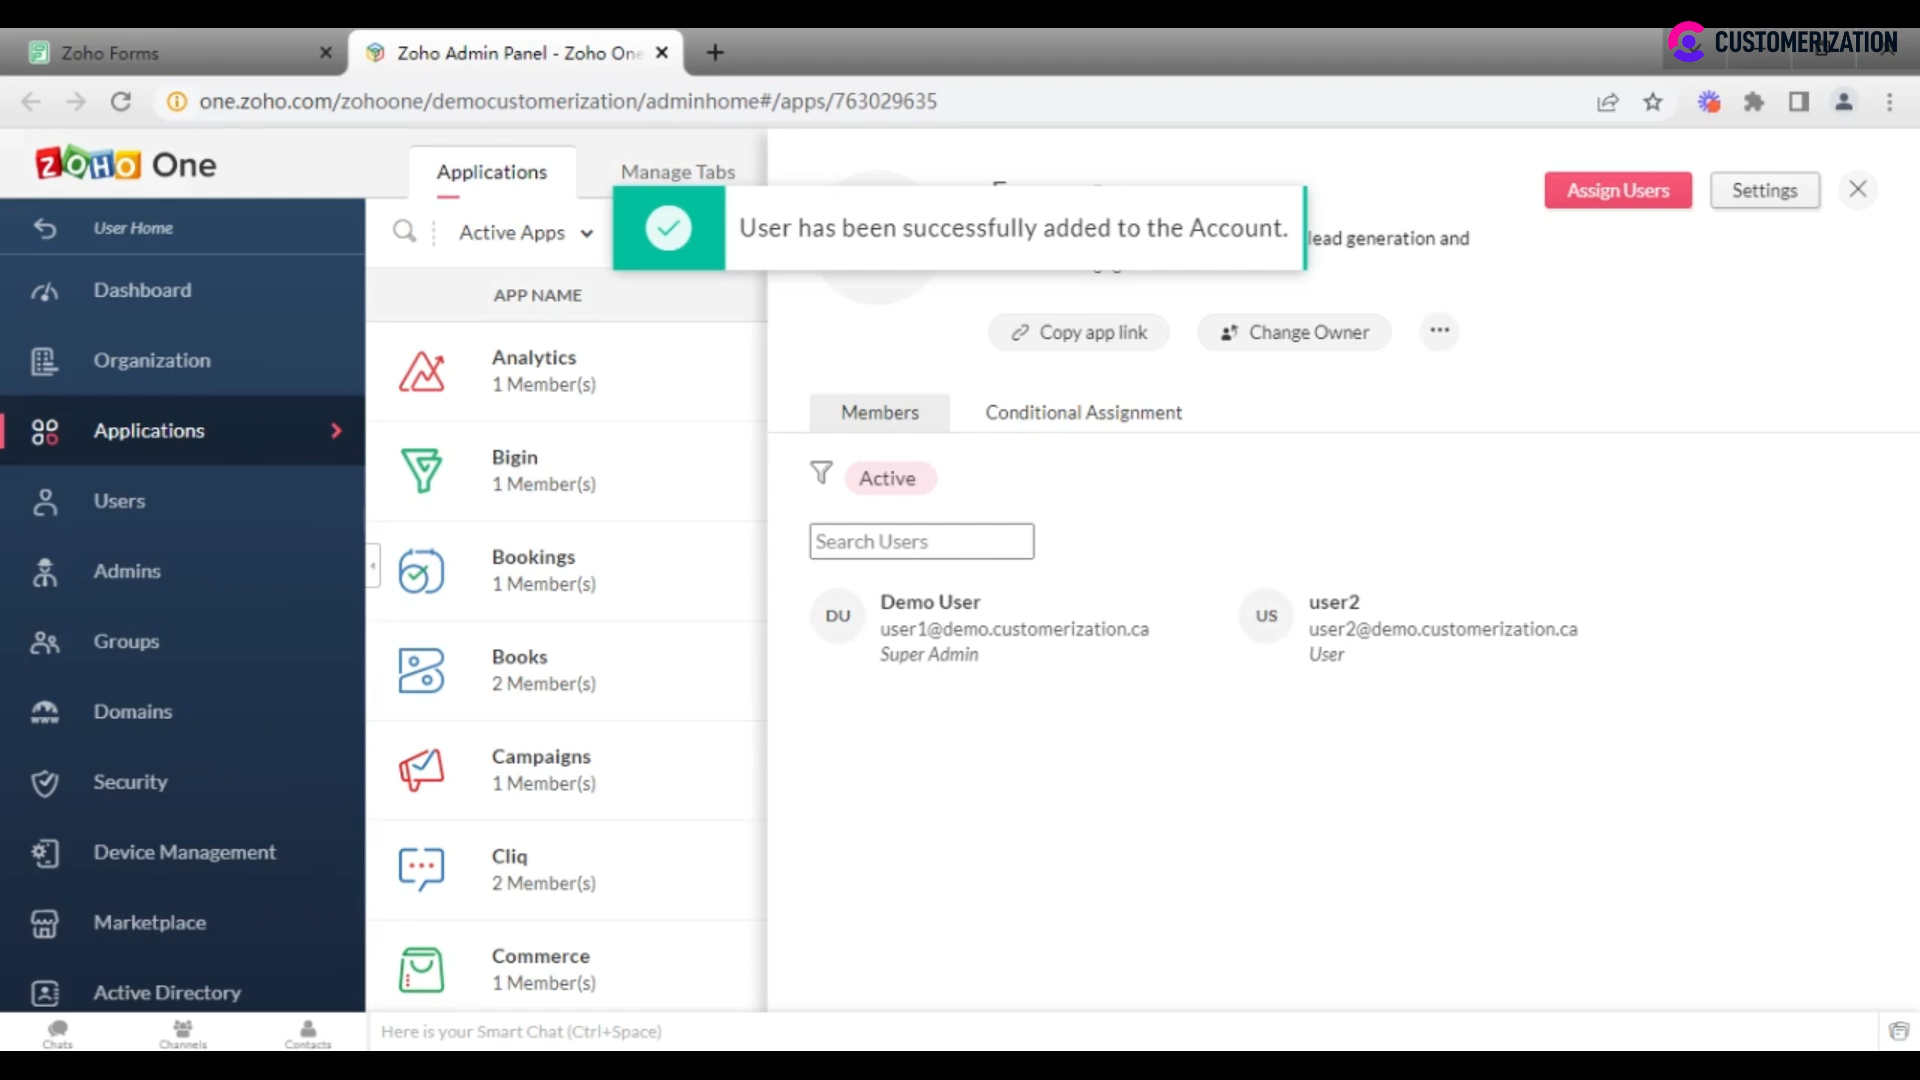 CUSTOMERIZATION
Zoho Forms
Zoho Admin Panel - Zoho One
one.zoho.com/zohoone/democustomerization/adminhome#/apps/763029635
ZOHO One
Applications
Manage Tabs
Assign Users
Settings
User Home
Active Apps
User has been successfully added to the Account.
lead generation and
APP NAME
Dashboard
Organization
Applications
Users
Admins
Groups
Domains
Security
Device Management
Marketplace
Active Directory
Analytics
1 Member(s)
Bigin
1 Member(s)
Bookings
1 Member(s)
Books
2 Member(s)
Campaigns
1 Member(s)
Cliq
2 Member(s)
Commerce
1 Member(s)
Copy app link
Change Owner
Members
Conditional Assignment
Active
Search Users
DU
Demo User
user1@demo.customerization.ca
Super Admin
US
user2
user2@demo.customerization.ca
User
Chats
Channels
Contacts
Here is your Smart Chat (Ctrl+Space)